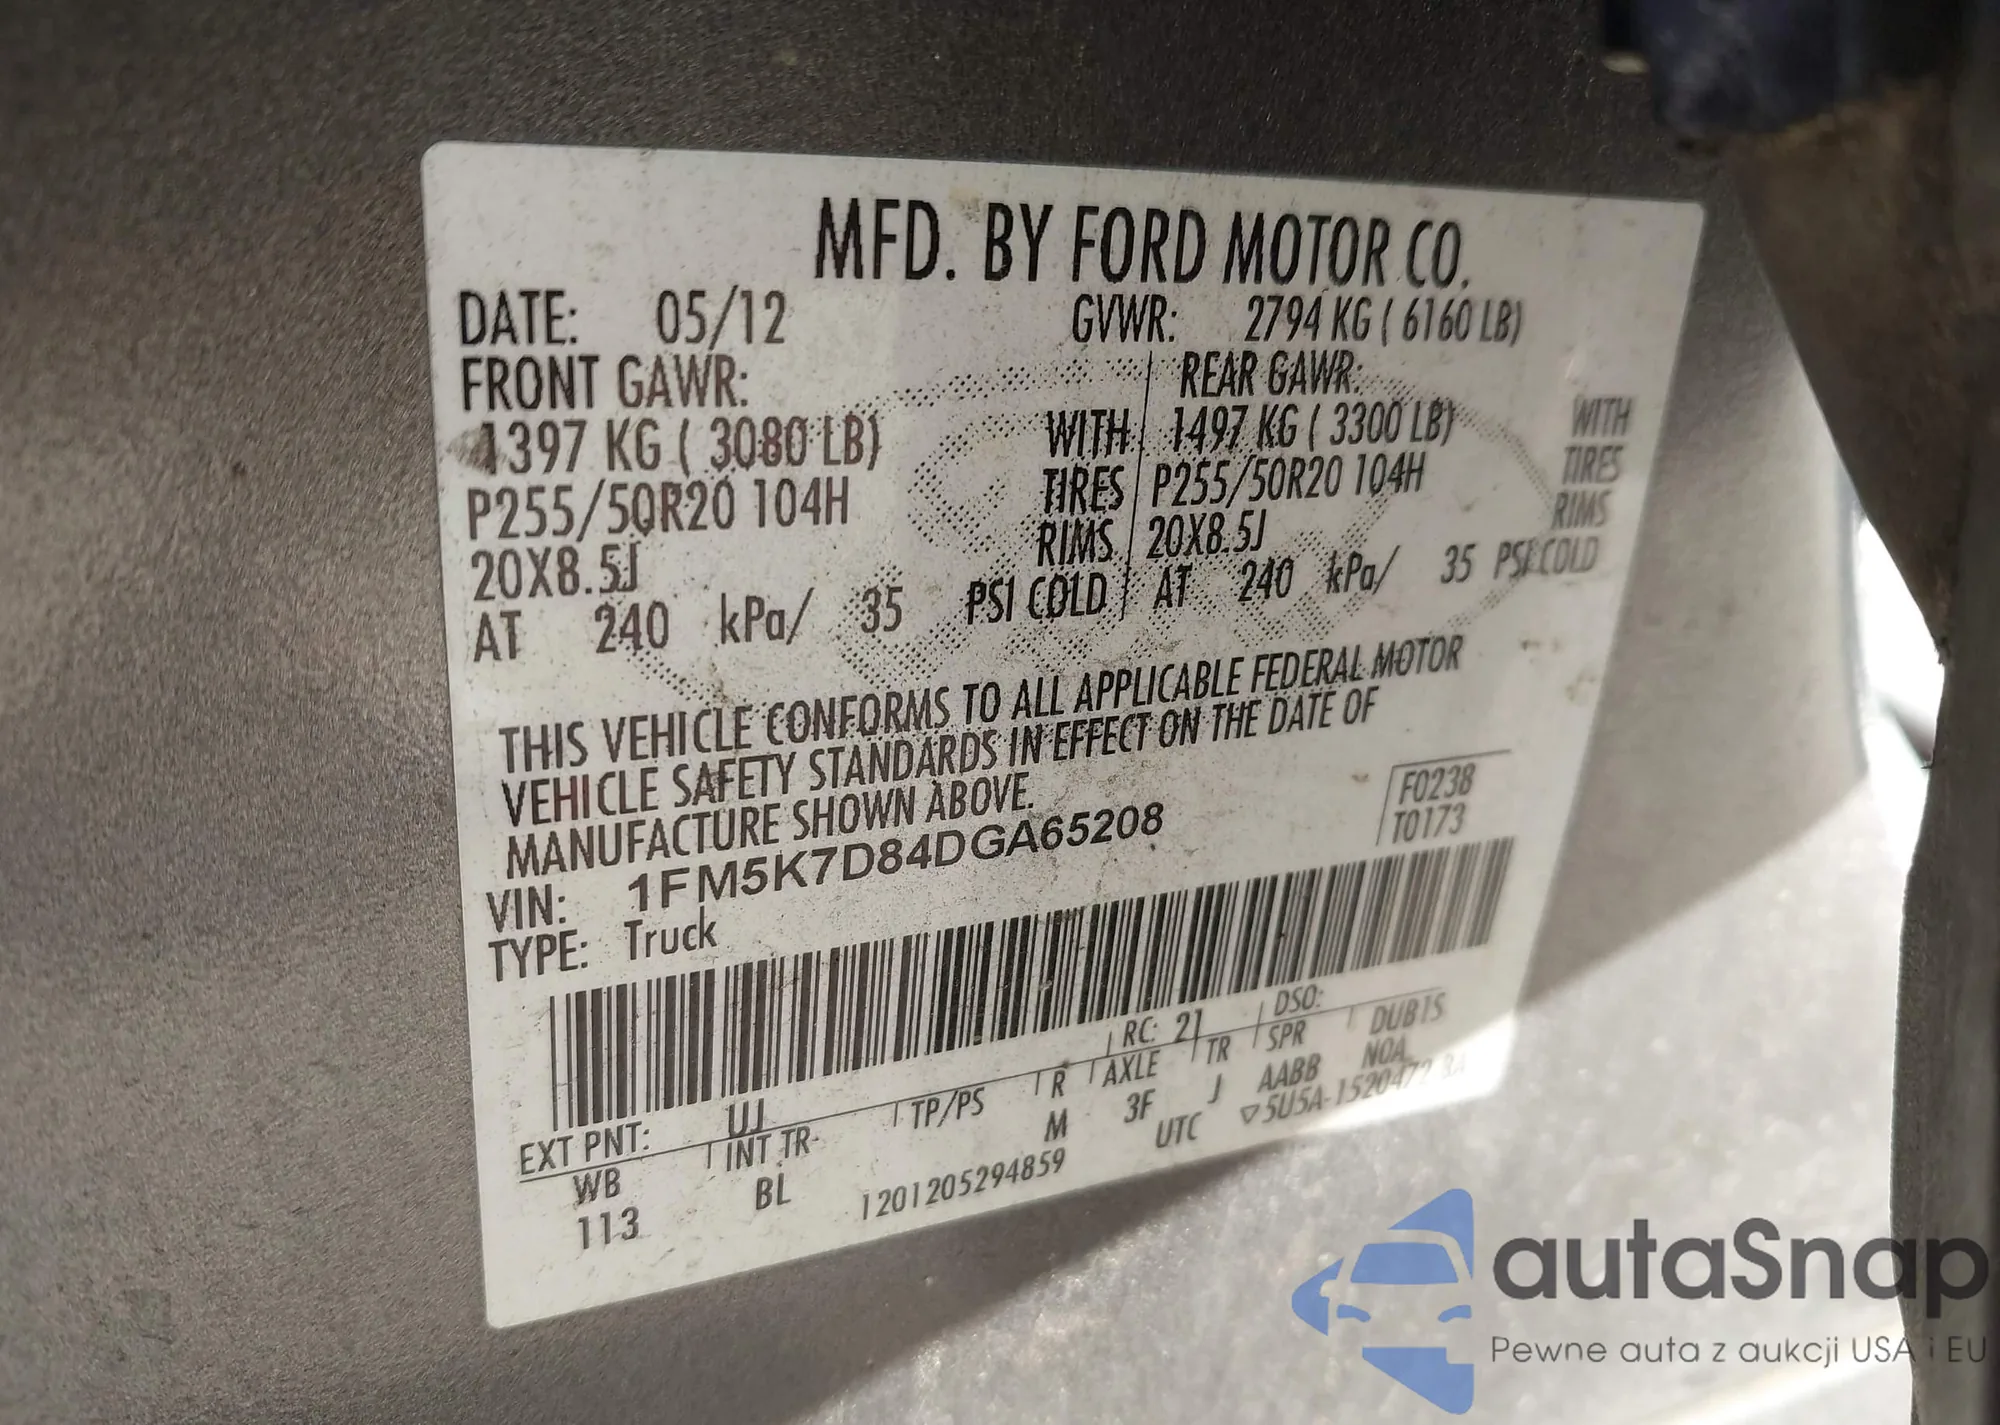 MFD. BY FORD MOTOR CO.
DATE: 05/12 GVWR: 2794 KG ( 6160 LB)
FRONT GAWR: REAR GAWR:
1397 KG ( 3080 LB) WITH 1497 KG ( 3300 LB) WITH
P255/50R20 104H TIRES P255/50R20 104H TIRES
20X8.5J RIMS 20X8.5J RIMS
AT 240 kPa/ 35 PSI COLD AT 240 kPa/ 35 PSI COLD
THIS VEHICLE CONFORMS TO ALL APPLICABLE FEDERAL MOTOR
VEHICLE SAFETY STANDARDS IN EFFECT ON THE DATE OF
MANUFACTURE SHOWN ABOVE.
F0238
T0173
VIN: 1FM5K7D84DGA65208
TYPE: Truck
EXT PNT: UJ RC: 21 DSO:
WB INT TR TP/PS R AXLE TR SPR DUBIS
113 BL M 3F J AABB NOA
1201205294859 UTC ▽5U5A-1520472
autaSnap
Pewne auta z aukcji USA i EU